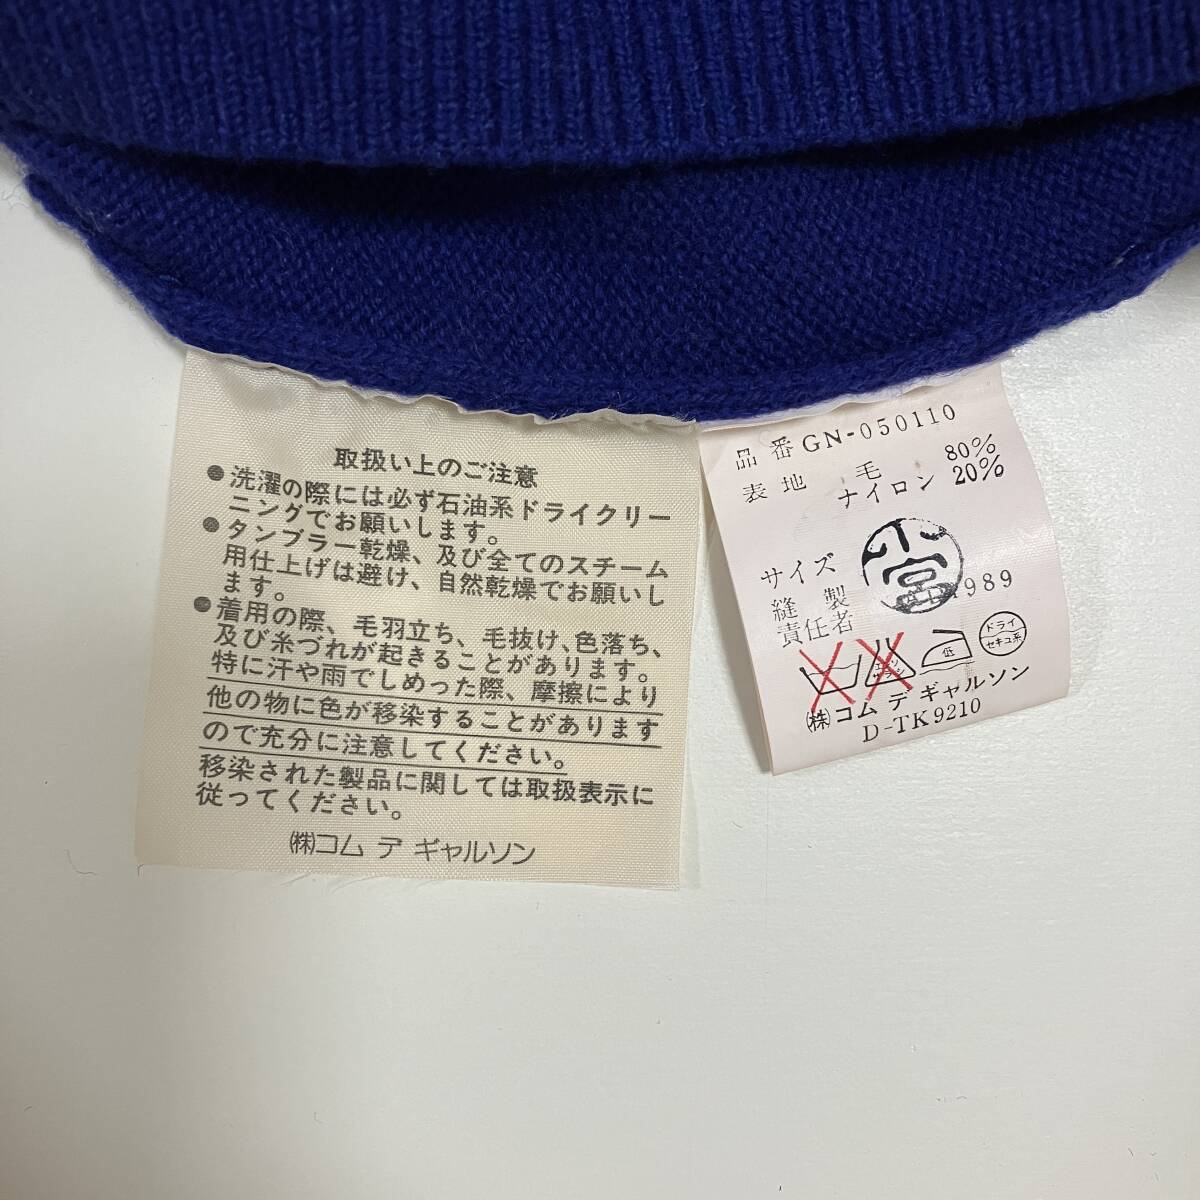 取扱い上のご注意
●洗濯の際には必ず石油系ドライクリー
ニングでお願いします。
●タンブラー乾燥、及び全てのスチーム
用仕上げは避け、自然乾燥でお願いし
ます。
●着用の際、毛羽立ち、毛抜け、色落ち、
及び糸づれが起きることがあります。
特に汗や雨でしめった際、摩擦により
他の物に色が移染することがあります
ので充分に注意してください。
移染された製品に関しては取扱表示に
従ってください。
㈱コム デ ギャルソン
品番 GN-050110
表地 毛 80%
ナイロン 20%
サイズ
小宮
縫製
責任者
989
エンソ
サラシ
低
ドライ
セキユ系
㈱コム デ ギャルソン
D-TK9210